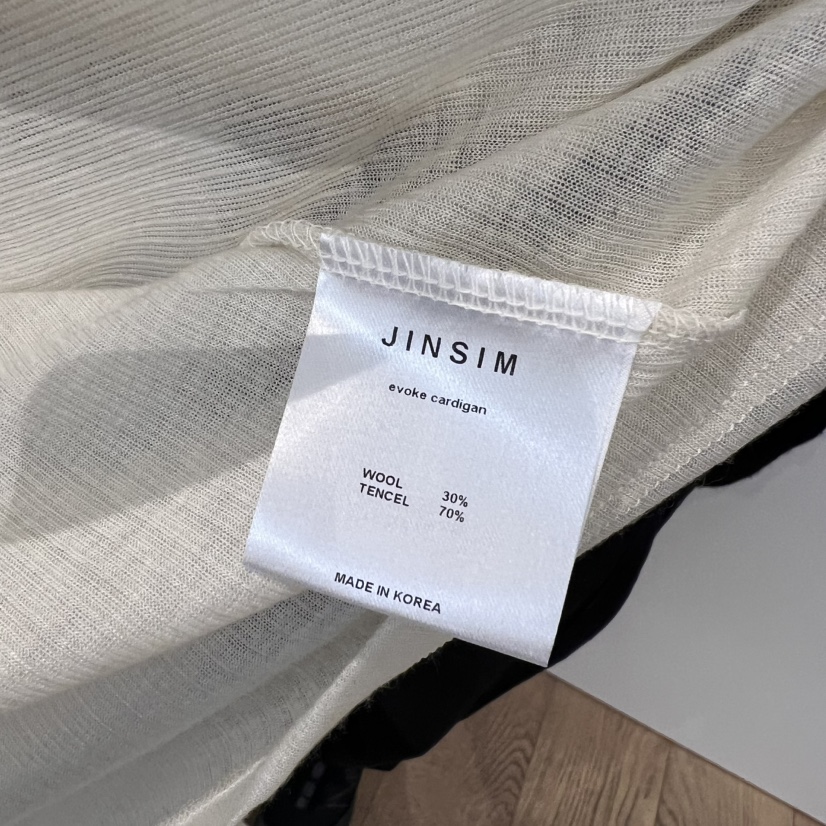 JINSIM
evoke cardigan
WOOL 30%
TENCEL 70%
MADE IN KOREA